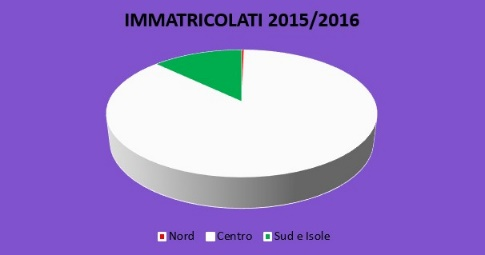 IMMATRICOLATI 2015/2016
Nord Centro Sud e Isole